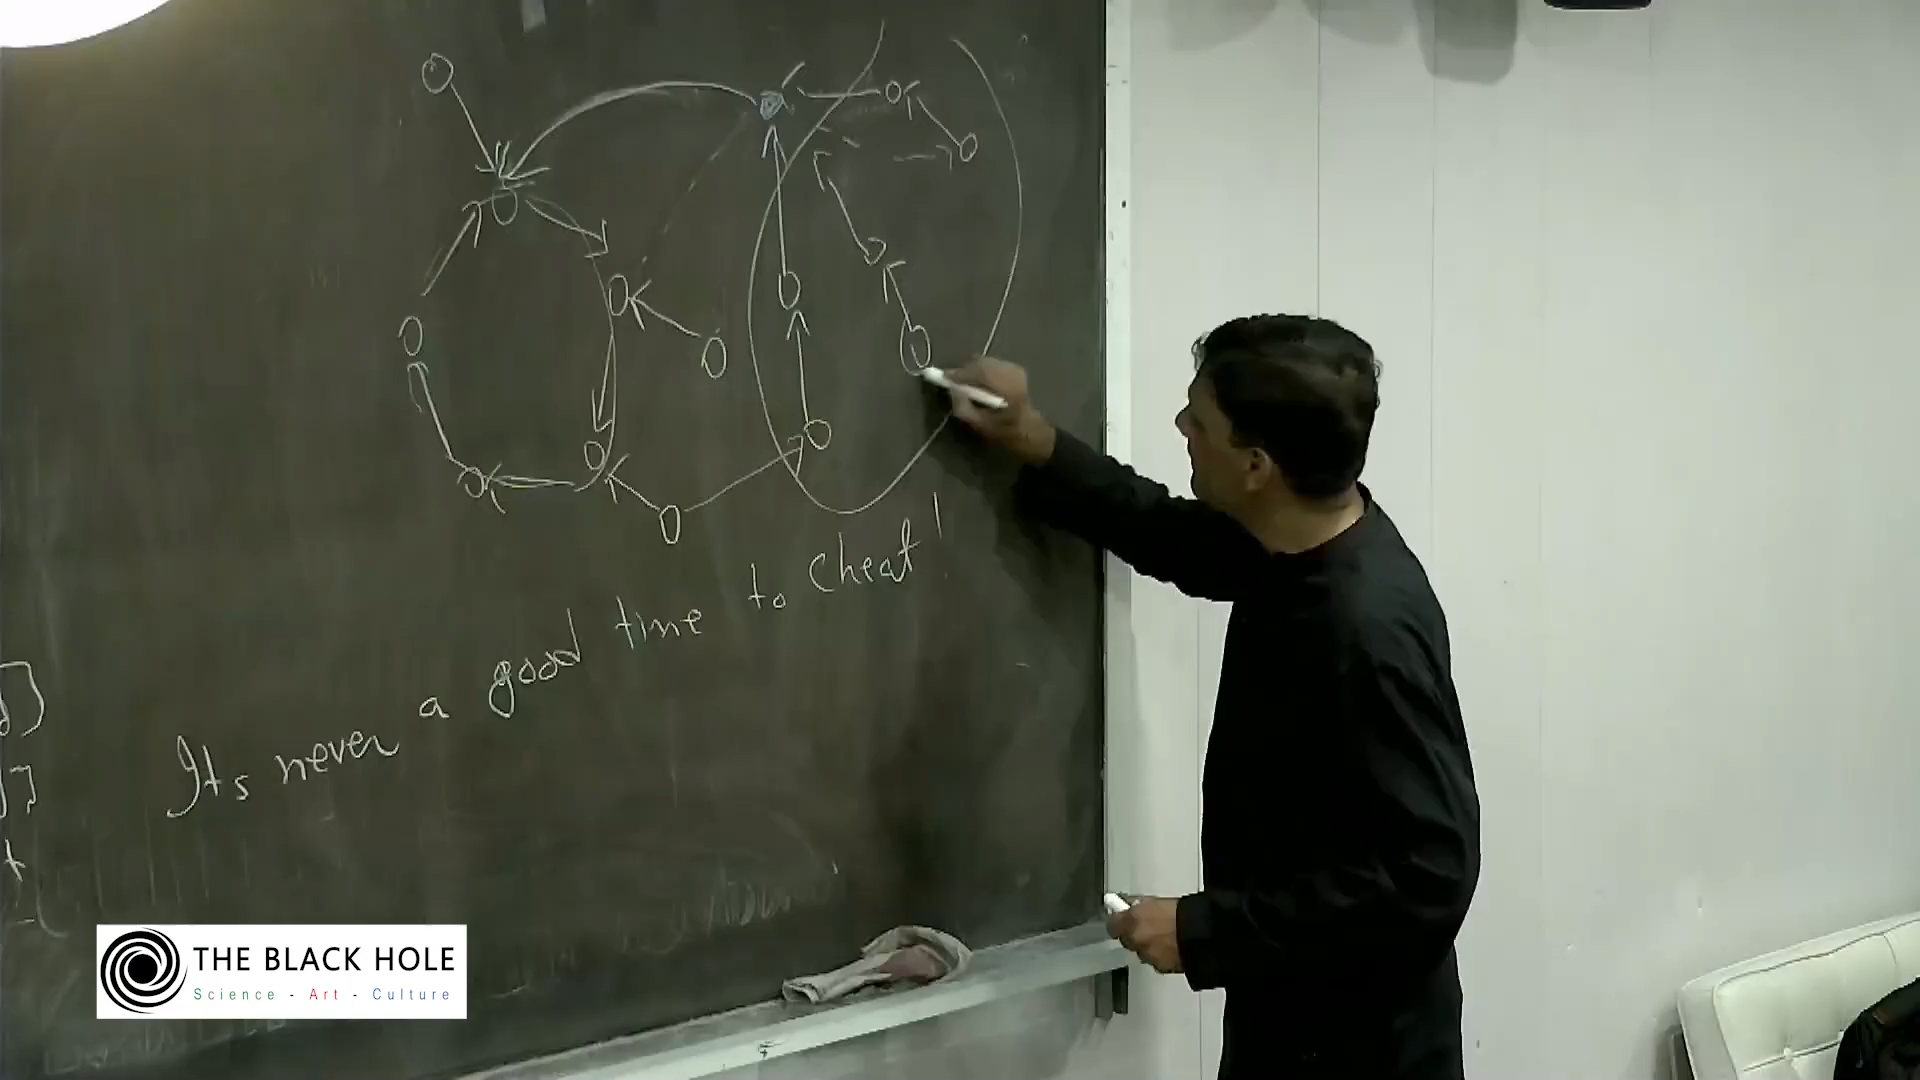 Its never a good time to cheat!
THE BLACK HOLE
Science - Art - Culture